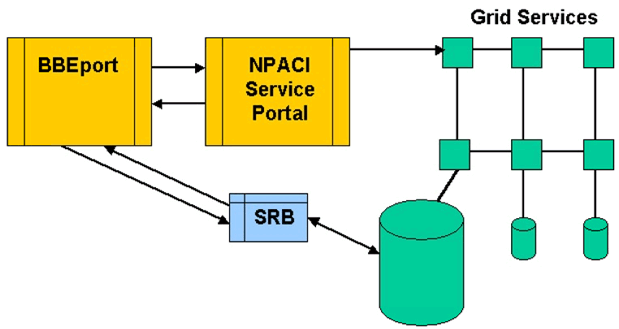 Grid Services
BBEport
NPACI
Service
Portal
SRB